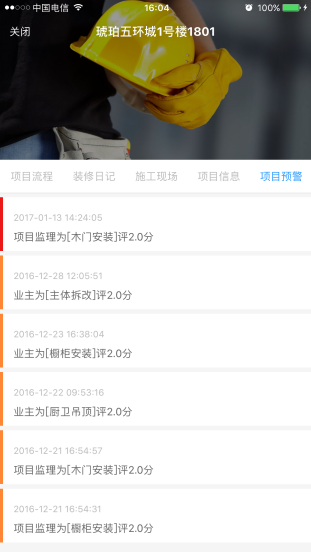 中国电信 16:04 100%
关闭 琥珀五环城1号楼1801
项目流程 装修日记 施工现场 项目信息 项目预警
2017-01-13 14:24:05
项目监理为[木门安装]评2.0分
2016-12-28 12:05:51
业主为[主体拆改]评2.0分
2016-12-23 16:38:04
业主为[橱柜安装]评2.0分
2016-12-22 09:53:16
业主为[厨卫吊顶]评2.0分
2016-12-21 16:54:57
项目监理为[木门安装]评2.0分
2016-12-21 16:54:31
项目监理为[橱柜安装]评2.0分